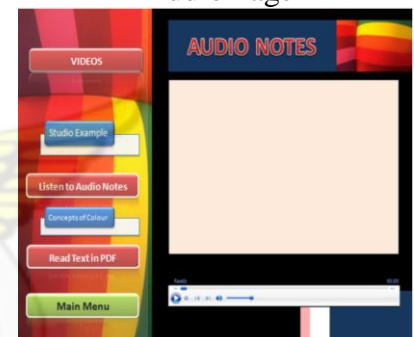 VIDEOS
Studio Example
Listen to Audio Notes
Concepts of Colour
Read Text in PDF
Main Menu
AUDIO NOTES